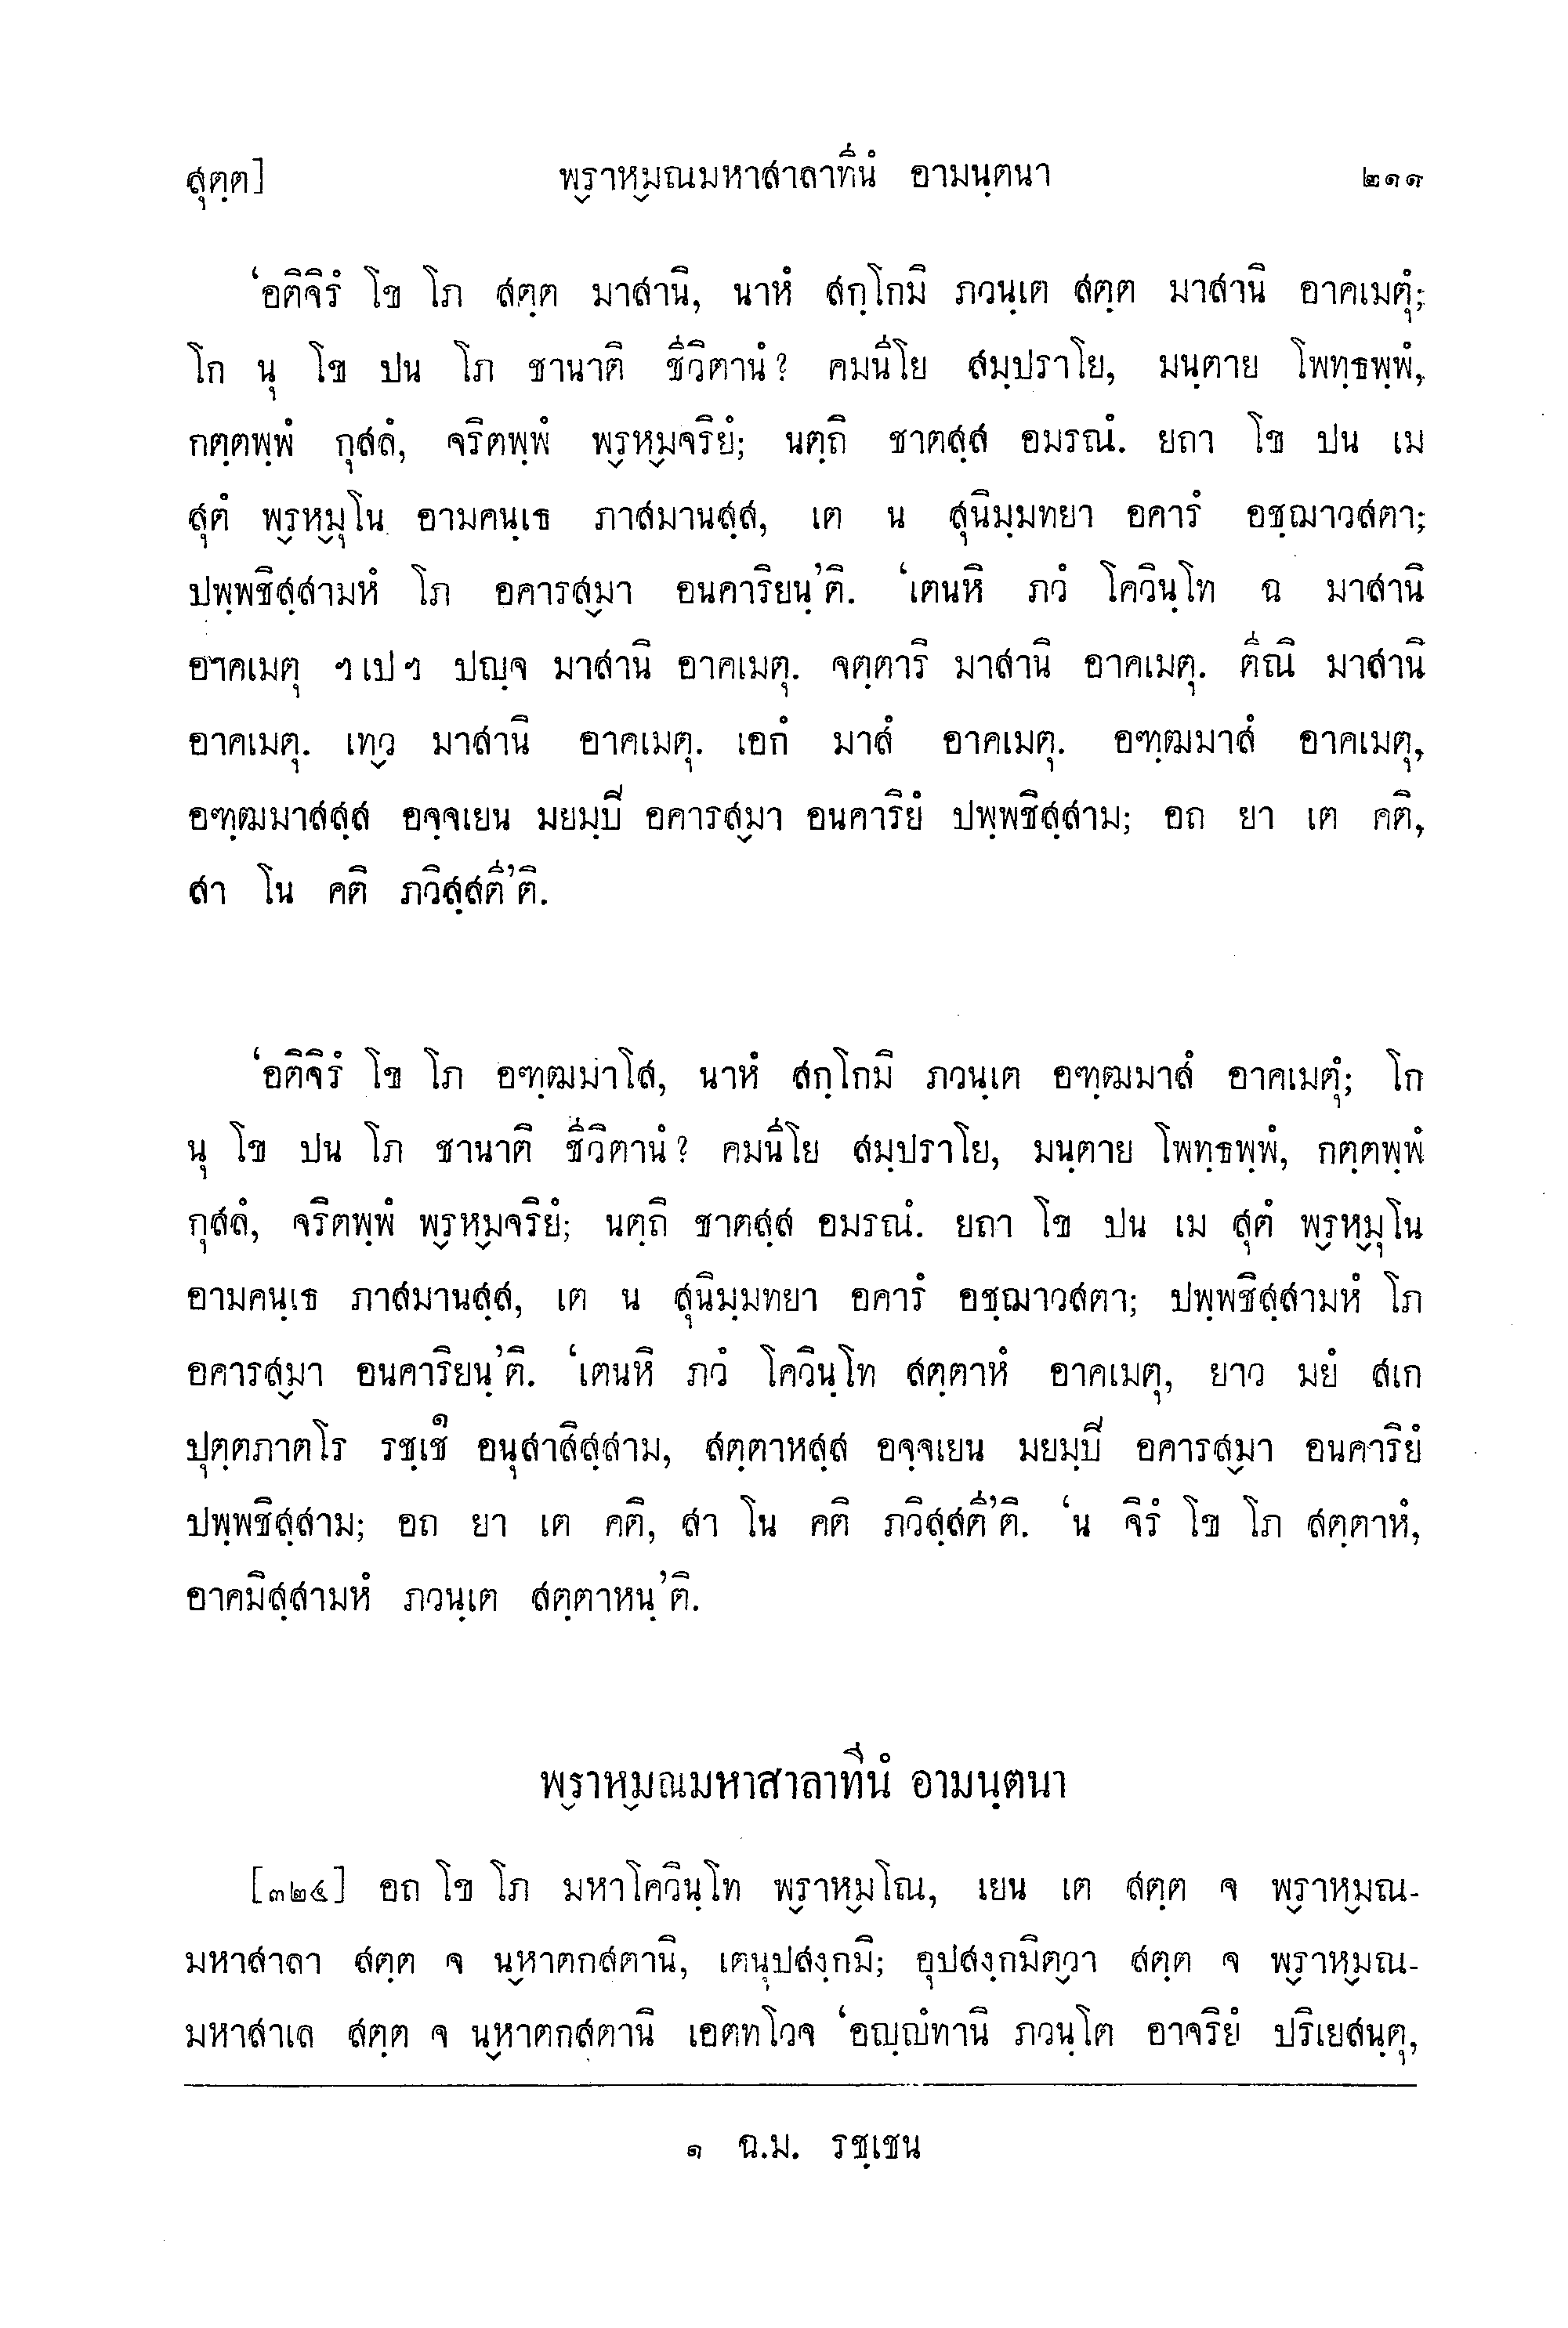 สุตฺต]
พฺราหฺมณมหาสาลาทีนํ อามนฺตนา
๒๑๑
‘อติจิรํ โข โภ สตฺต มาสานิ, นาหํ สกฺโกมิ ภวนฺเต สตฺต มาสานิ อาคเมตุํ;
โก นุ โข ปน โภ ชานาติ ชีวิตานํ? คมนีโย สมฺปราโย, มนฺตาย โพทฺธพฺพํ,
กตฺตพฺพํ กุสลํ, จริตพฺพํ พฺรหฺมจริยํ; นตฺถิ ชาตสฺส อมรณํ. ยถา โข ปน เม
สุตํ พฺรหฺมุโน อามคนฺเธ ภาสมานสฺส, เต น สุนิมฺมทยา อคารํ อชฺฌาวสตา;
ปพฺพชิสฺสามหํ โภ อคารสฺมา อนคาริยนฺ’ติ. ‘เตนหิ ภวํ โควินฺโท ฉ มาสานิ
อาคเมตุ ฯเปฯ ปญฺจ มาสานิ อาคเมตุ. จตฺตาริ มาสานิ อาคเมตุ. ตีณิ มาสานิ
อาคเมตุ. เทฺว มาสานิ อาคเมตุ. เอกํ มาสํ อาคเมตุ. อฑฺฒมาสํ อาคเมตุ,
อฑฺฒมาสสฺส อจฺจเยน มยมฺปิ อคารสฺมา อนคาริยํ ปพฺพชิสฺสาม; อถ ยา เต คติ,
สา โน คติ ภวิสฺสตี’ติ.
‘อติจิรํ โข โภ อฑฺฒมาโส, นาหํ สกฺโกมิ ภวนฺเต อฑฺฒมาสํ อาคเมตุํ; โก
นุ โข ปน โภ ชานาติ ชีวิตานํ? คมนีโย สมฺปราโย, มนฺตาย โพทฺธพฺพํ, กตฺตพฺพํ
กุสลํ, จริตพฺพํ พฺรหฺมจริยํ; นตฺถิ ชาตสฺส อมรณํ. ยถา โข ปน เม สุตํ พฺรหฺมุโน
อามคนฺเธ ภาสมานสฺส, เต น สุนิมฺมทยา อคารํ อชฺฌาวสตา; ปพฺพชิสฺสามหํ โภ
อคารสฺมา อนคาริยนฺ’ติ. ‘เตนหิ ภวํ โควินฺโท สตฺตาหํ อาคเมตุ, ยาว มยํ สเก
ปุตฺตภาตโร รชฺเช๑ อนุสาสิสฺสาม, สตฺตาหสฺส อจฺจเยน มยมฺปิ อคารสฺมา อนคาริยํ
ปพฺพชิสฺสาม; อถ ยา เต คติ, สา โน คติ ภวิสฺสตี’ติ. ‘น จิรํ โข โภ สตฺตาหํ,
อาคมิสฺสามหํ ภวนฺเต สตฺตาหนฺ’ติ.
พฺราหฺมณมหาสาลาทีนํ อามนฺตนา
[๓๒๕] อถ โข โภ มหาโควินฺโท พฺราหฺมโณ, เยน เต สตฺต จ พฺราหฺมณ-
มหาสาลา สตฺต จ นฺหาตกสตานิ, เตนุปสงฺกมิ; อุปสงฺกมิตฺวา สตฺต จ พฺราหฺมณ-
มหาสาเล สตฺต จ นฺหาตกสตานิ เอตทโวจ ‘อญฺญํทานิ ภวนฺโต อาจริยํ ปริเยสนฺตุ,
๑ ฉ.ม. รชฺเชน